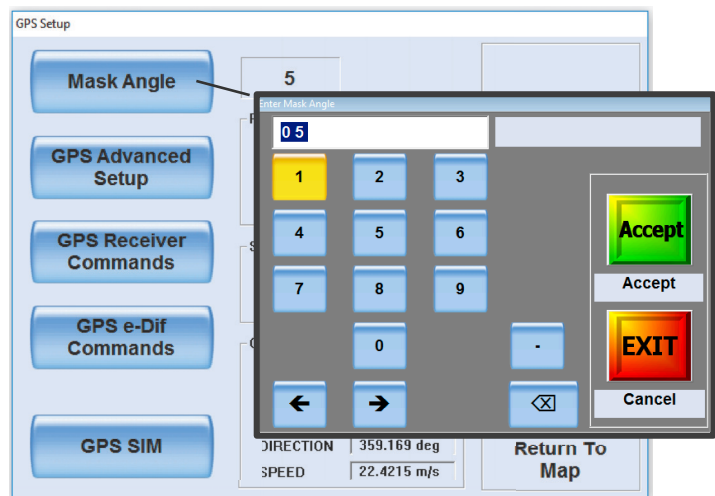 GPS Setup
Mask Angle
5
Enter Mask Angle
0 5
1 2 3
GPS Advanced
Setup
4 5 6
Accept
GPS Receiver
Commands
7 8 9
Accept
GPS e-Dif
Commands
0 -
EXIT
← → ⌫
Cancel
GPS SIM
DIRECTION 359.169 deg
SPEED 22.4215 m/s
Return To
Map